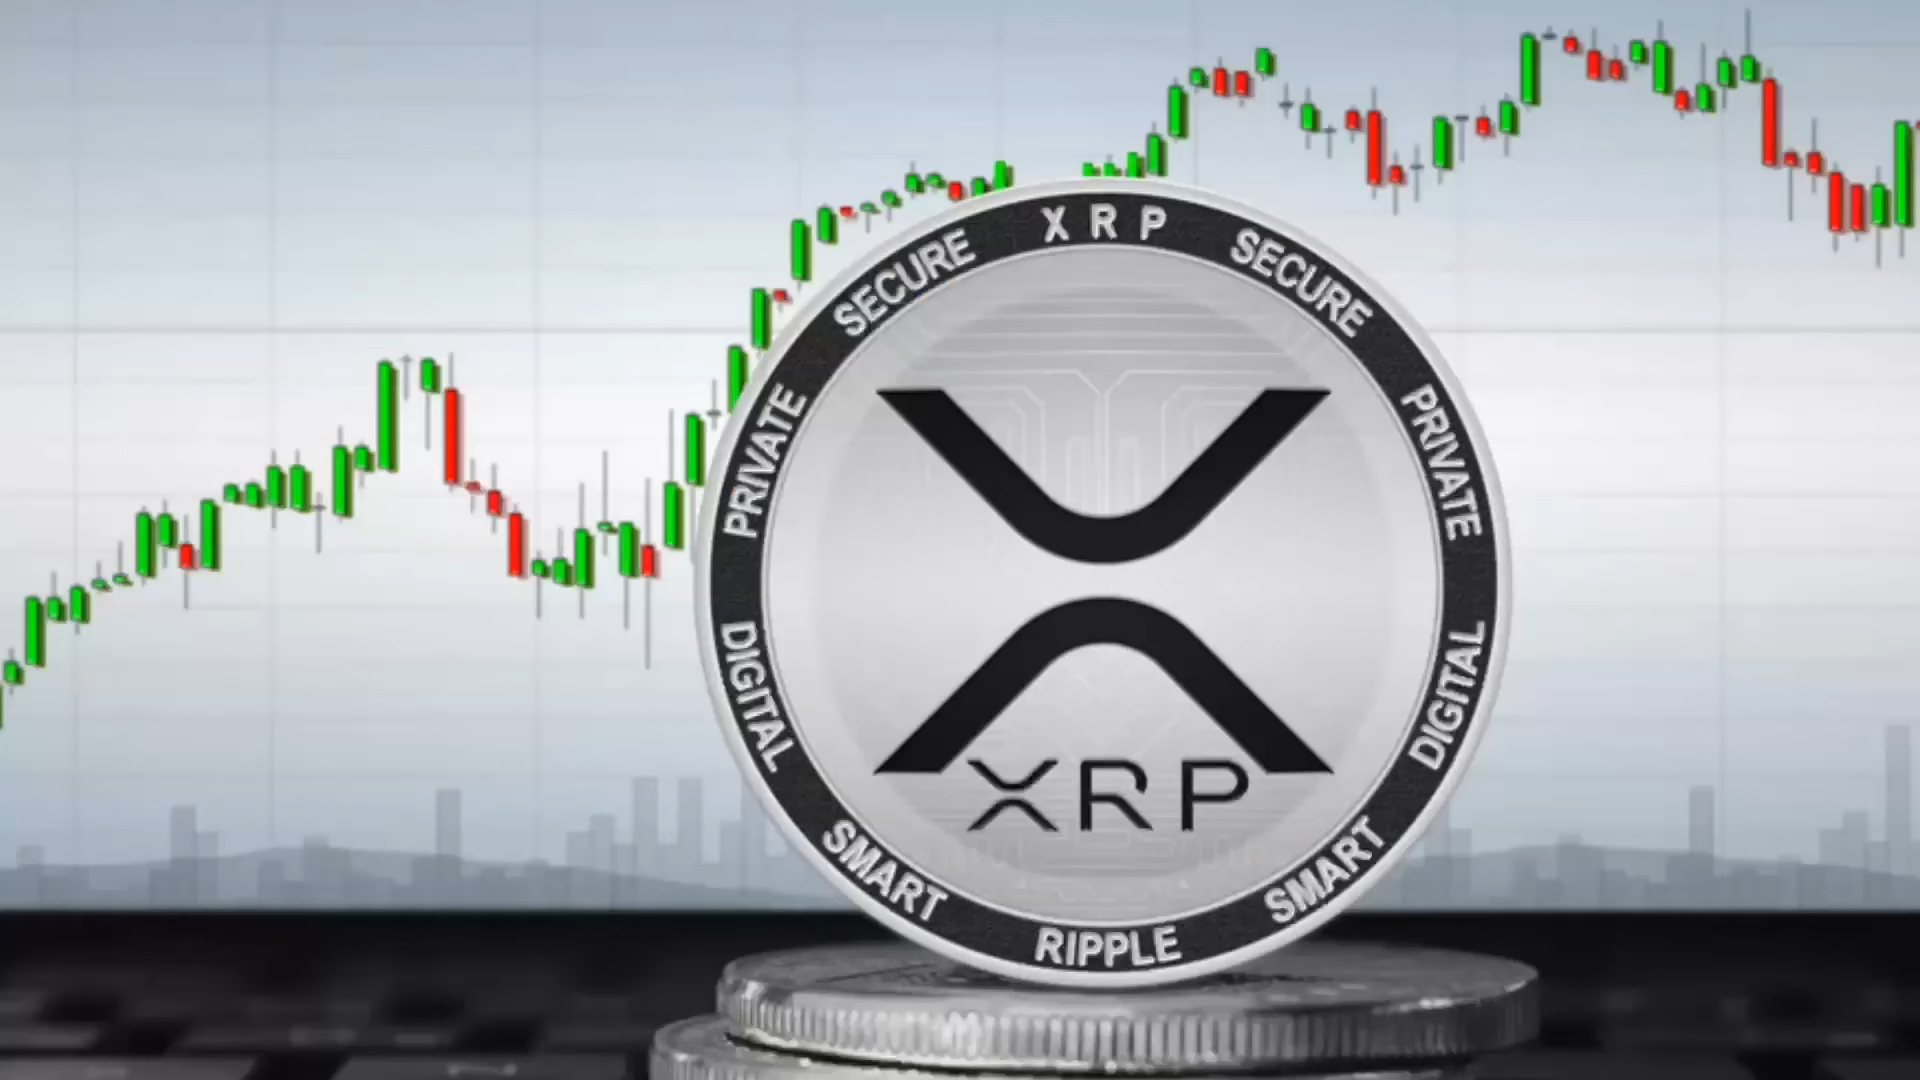 XRP
SECURE
SECURE
PRIVATE
PRIVATE
DIGITAL
DIGITAL
SMART
SMART
RIPPLE
XRP